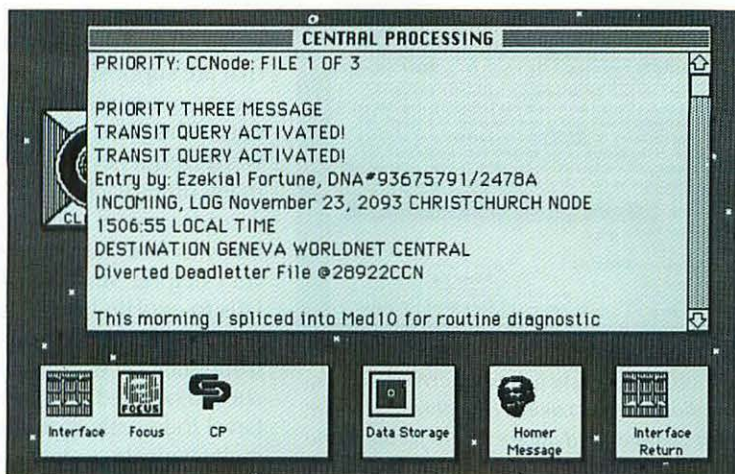 CENTRAL PROCESSING
PRIORITY: CCNode: FILE 1 OF 3
PRIORITY THREE MESSAGE
TRANSIT QUERY ACTIVATED!
TRANSIT QUERY ACTIVATED!
Entry by: Ezekial Fortune, DNA#93675791/2478A
INCOMING, LOG November 23, 2093 CHRISTCHURCH NODE
1506:55 LOCAL TIME
DESTINATION GENEVA WORLDNET CENTRAL
Diverted Deadletter File @28922CCN
This morning I spliced into Med10 for routine diagnostic
CL
FOCUS
CP
Interface
Focus
CP
Data Storage
Homer
Message
Interface
Return